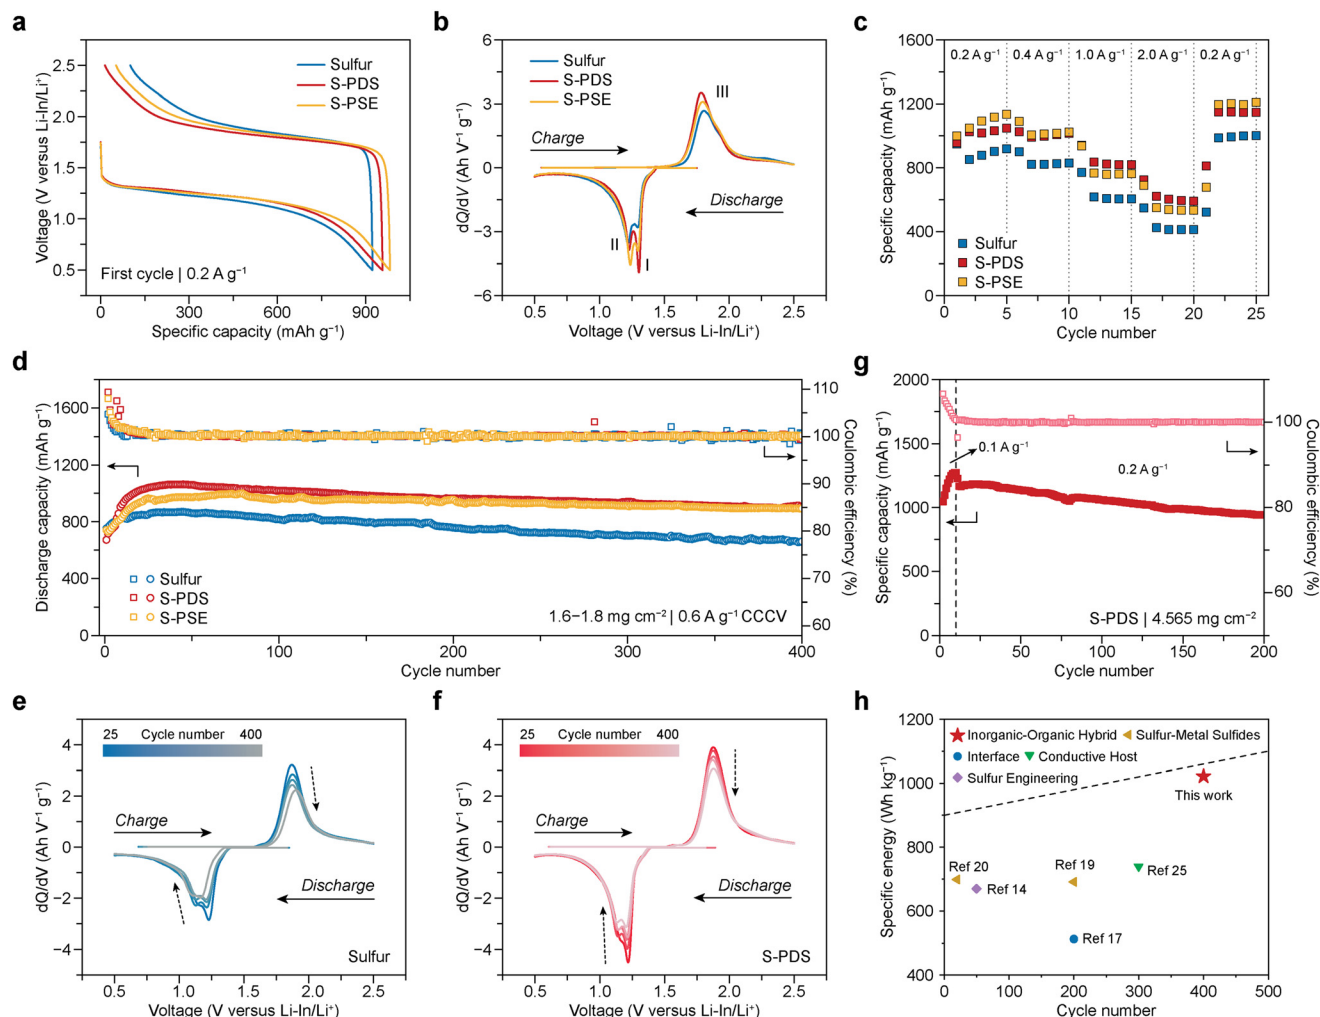 a
2.5
2.0
1.5
1.0
0.5
Voltage (V versus Li-In/Li⁺)
Sulfur
S-PDS
S-PSE
First cycle | 0.2 A g⁻¹
0
300
600
900
Specific capacity (mAh g⁻¹)
b
6
3
0
−3
−6
dQ/dV (Ah V⁻¹ g⁻¹)
Sulfur
S-PDS
S-PSE
III
Charge
Discharge
II
I
0.5
1.0
1.5
2.0
2.5
Voltage (V versus Li-In/Li⁺)
c
1600
1200
800
400
0
Specific capacity (mAh g⁻¹)
0.2 A g⁻¹
0.4 A g⁻¹
1.0 A g⁻¹
2.0 A g⁻¹
0.2 A g⁻¹
Sulfur
S-PDS
S-PSE
0
5
10
15
20
25
Cycle number
d
1600
1200
800
400
0
Discharge capacity (mAh g⁻¹)
110
100
90
80
70
60
Coulombic efficiency (%)
Sulfur
S-PDS
S-PSE
1.6−1.8 mg cm⁻² | 0.6 A g⁻¹ CCCV
0
100
200
300
400
Cycle number
g
2000
1500
1000
500
0
Specific capacity (mAh g⁻¹)
0.1 A g⁻¹
0.2 A g⁻¹
100
80
60
Coulombic efficiency (%)
S-PDS | 4.565 mg cm⁻²
0
50
100
150
200
Cycle number
e
25
Cycle number
400
4
2
0
−2
−4
dQ/dV (Ah V⁻¹ g⁻¹)
Charge
Discharge
Sulfur
0.5
1.0
1.5
2.0
2.5
Voltage (V versus Li-In/Li⁺)
f
25
Cycle number
400
4
2
0
−2
−4
dQ/dV (Ah V⁻¹ g⁻¹)
Charge
Discharge
S-PDS
0.5
1.0
1.5
2.0
2.5
Voltage (V versus Li-In/Li⁺)
h
1200
1000
800
600
400
Specific energy (Wh kg⁻¹)
Inorganic-Organic Hybrid
Sulfur-Metal Sulfides
Interface
Conductive Host
Sulfur Engineering
This work
Ref 20
Ref 14
Ref 19
Ref 25
Ref 17
0
100
200
300
400
500
Cycle number